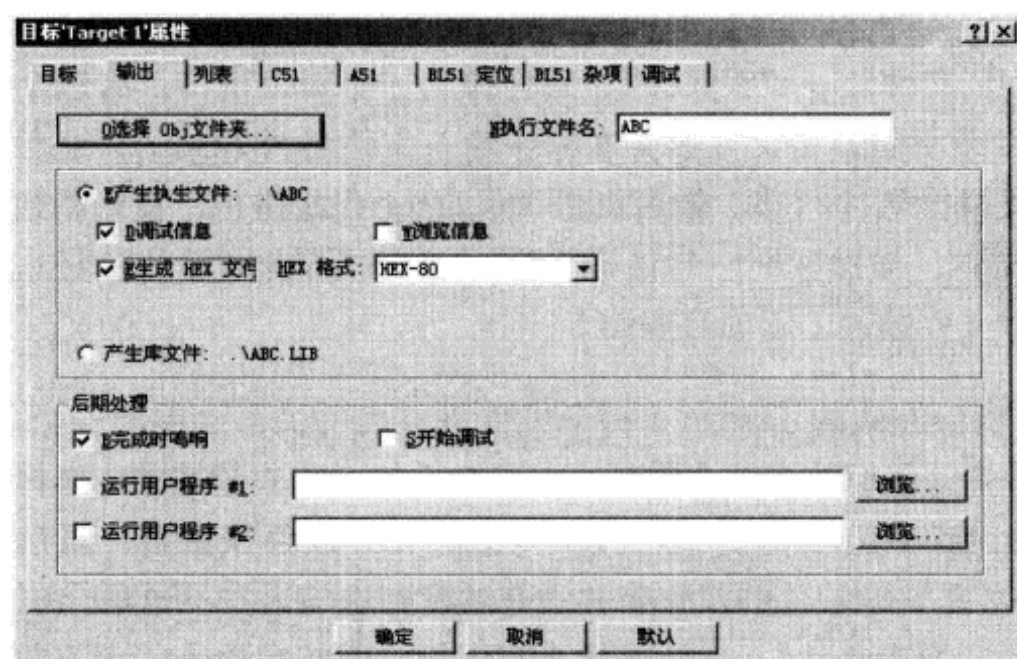 目标'Target 1'属性
目标 输出 列表 C51 A51 BL51 定位 BL51 杂项 调试
O选择 Obj文件夹... N执行文件名: ABC
E产生执生文件: .\ABC
D调试信息 W浏览信息
E生成 HEX 文件 HEX 格式: HEX-80
产生库文件: .\ABC.LIB
后期处理
B完成时鸣响 S开始调试
运行用户程序 #1: 浏览...
运行用户程序 #2: 浏览...
确定 取消 默认